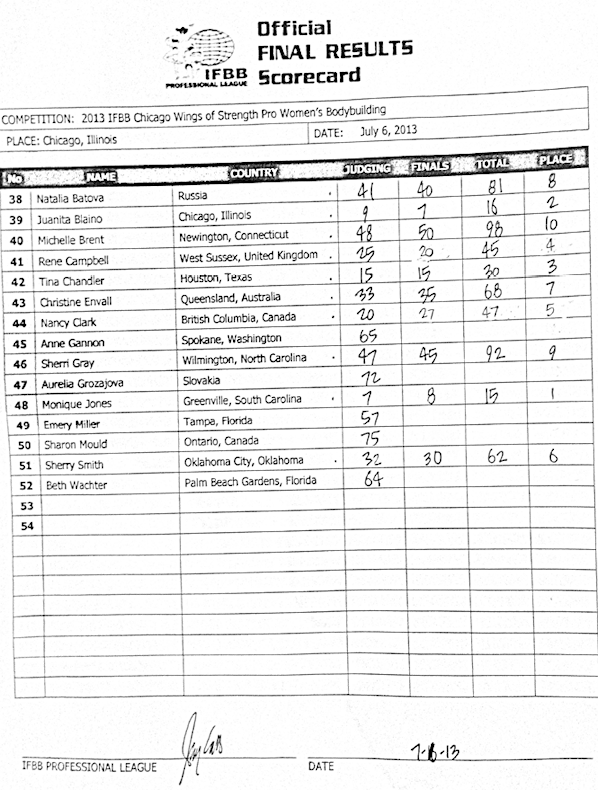 Official
FINAL RESULTS
Scorecard
IFBB
PROFESSIONAL LEAGUE
COMPETITION: 2013 IFBB Chicago Wings of Strength Pro Women's Bodybuilding
PLACE: Chicago, Illinois DATE: July 6, 2013
No NAME COUNTRY JUDGING FINALS TOTAL PLACE
38 Natalia Batova Russia 41 40 81 8
39 Juanita Blaino Chicago, Illinois 9 7 16 2
40 Michelle Brent Newington, Connecticut 48 50 98 10
41 Rene Campbell West Sussex, United Kingdom 25 20 45 4
42 Tina Chandler Houston, Texas 15 15 30 3
43 Christine Envall Queensland, Australia 33 35 68 7
44 Nancy Clark British Columbia, Canada 20 27 47 5
45 Anne Gannon Spokane, Washington 65
46 Sherri Gray Wilmington, North Carolina 47 45 92 9
47 Aurelia Grozajova Slovakia 72
48 Monique Jones Greenville, South Carolina 7 8 15 1
49 Emery Miller Tampa, Florida 57
50 Sharon Mould Ontario, Canada 75
51 Sherry Smith Oklahoma City, Oklahoma 32 30 62 6
52 Beth Wachter Palm Beach Gardens, Florida 64
53
54
IFBB PROFESSIONAL LEAGUE DATE 7-6-13